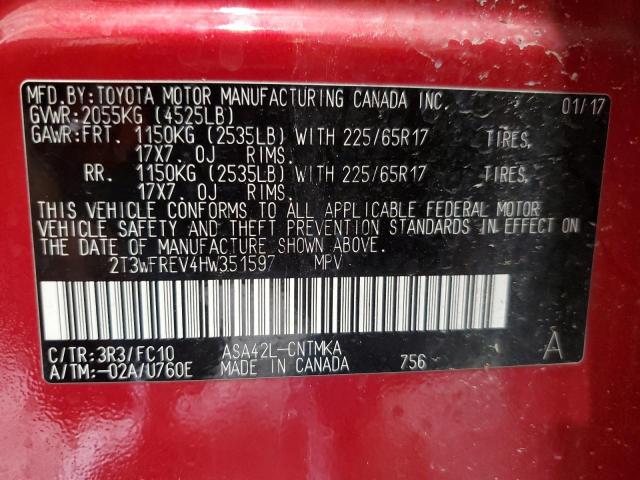 MFD.BY:TOYOTA MOTOR MANUFACTURING CANADA INC. 01/17
GVWR:2055KG (4525LB)
GAWR:FRT. 1150KG (2535LB) WITH 225/65R17 TIRES,
17X7.0J RIMS.
RR. 1150KG (2535LB) WITH 225/65R17 TIRES,
17X7.0J RIMS.
THIS VEHICLE CONFORMS TO ALL APPLICABLE FEDERAL MOTOR
VEHICLE SAFETY AND THEFT PREVENTION STANDARDS IN EFFECT ON
THE DATE OF MANUFACTURE SHOWN ABOVE.
2T3WFREV4HW351597 MPV
C/TR:3R3/FC10 ASA42L-CNTMKA
A/TM:-02A/U760E MADE IN CANADA 756 A